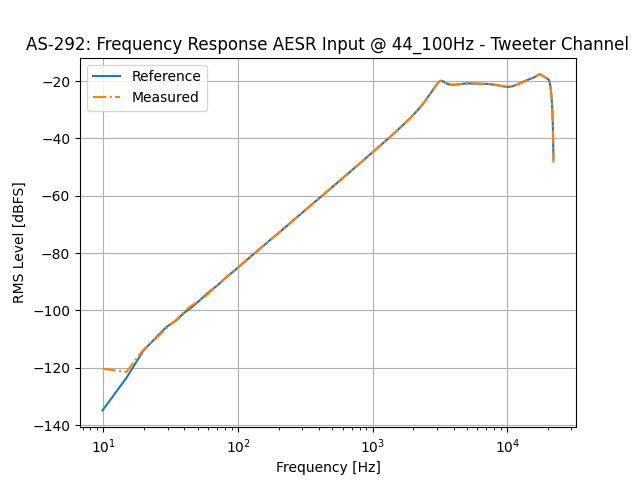 AS-292: Frequency Response AESR Input @ 44_100Hz - Tweeter Channel
Reference
Measured
RMS Level [dBFS]
−20
−40
−60
−80
−100
−120
−140
10¹
10²
10³
10⁴
Frequency [Hz]